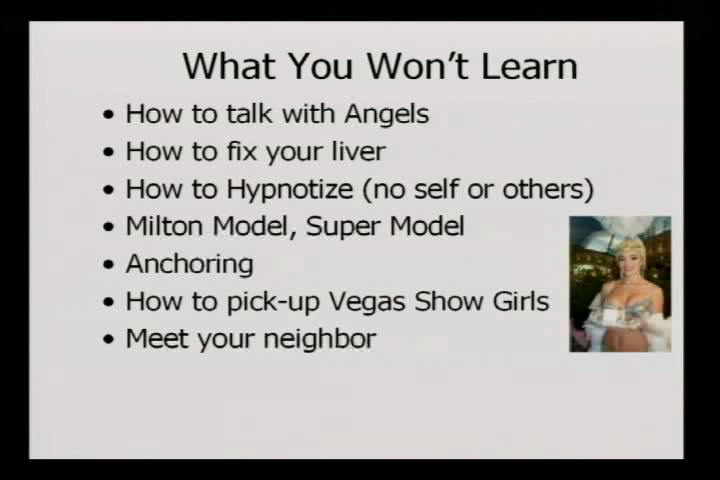 What You Won't Learn
• How to talk with Angels
• How to fix your liver
• How to Hypnotize (no self or others)
• Milton Model, Super Model
• Anchoring
• How to pick-up Vegas Show Girls
• Meet your neighbor